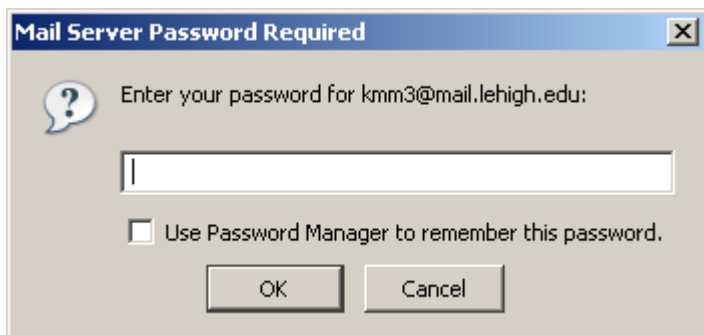 Mail Server Password Required
Enter your password for kmm3@mail.lehigh.edu:
Use Password Manager to remember this password.
OK Cancel